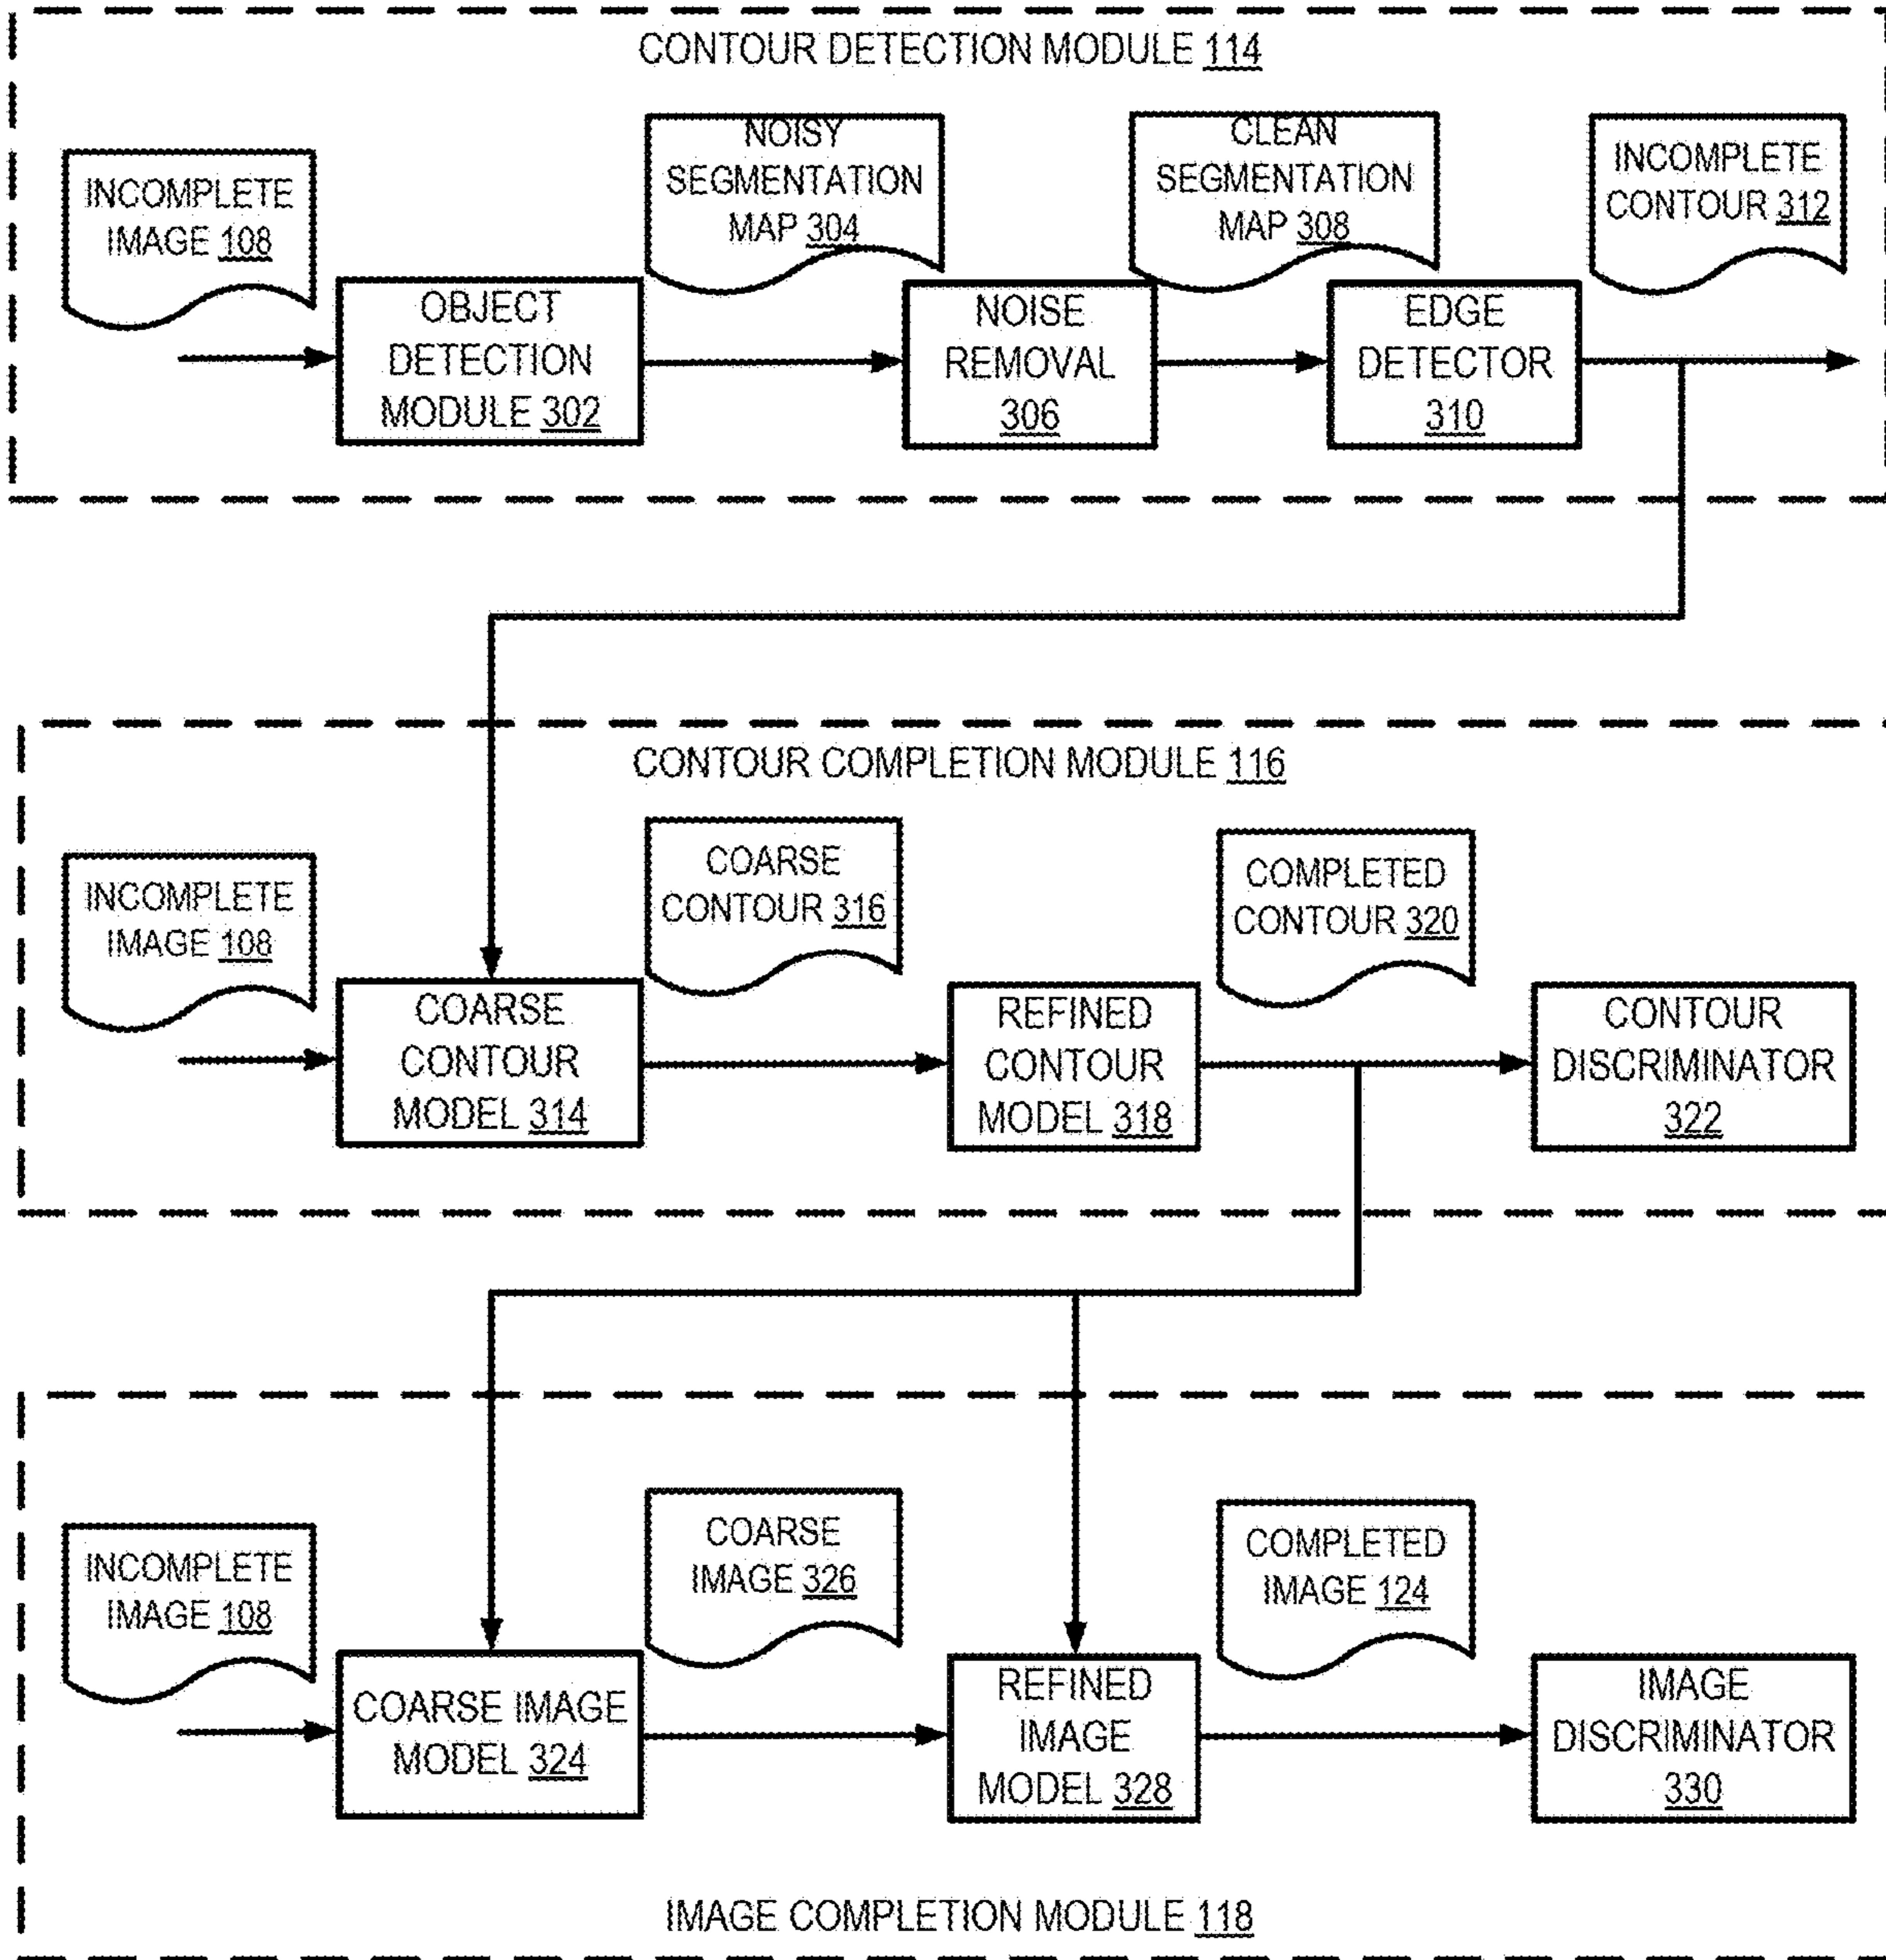 CONTOUR DETECTION MODULE 114
INCOMPLETE
IMAGE 108
NOISY
SEGMENTATION
MAP 304
CLEAN
SEGMENTATION
MAP 308
INCOMPLETE
CONTOUR 312
OBJECT
DETECTION
MODULE 302
NOISE
REMOVAL
306
EDGE
DETECTOR
310
CONTOUR COMPLETION MODULE 116
INCOMPLETE
IMAGE 108
COARSE
CONTOUR 316
COMPLETED
CONTOUR 320
COARSE
CONTOUR
MODEL 314
REFINED
CONTOUR
MODEL 318
CONTOUR
DISCRIMINATOR
322
INCOMPLETE
IMAGE 108
COARSE
IMAGE 326
COMPLETED
IMAGE 124
COARSE IMAGE
MODEL 324
REFINED
IMAGE
MODEL 328
IMAGE
DISCRIMINATOR
330
IMAGE COMPLETION MODULE 118